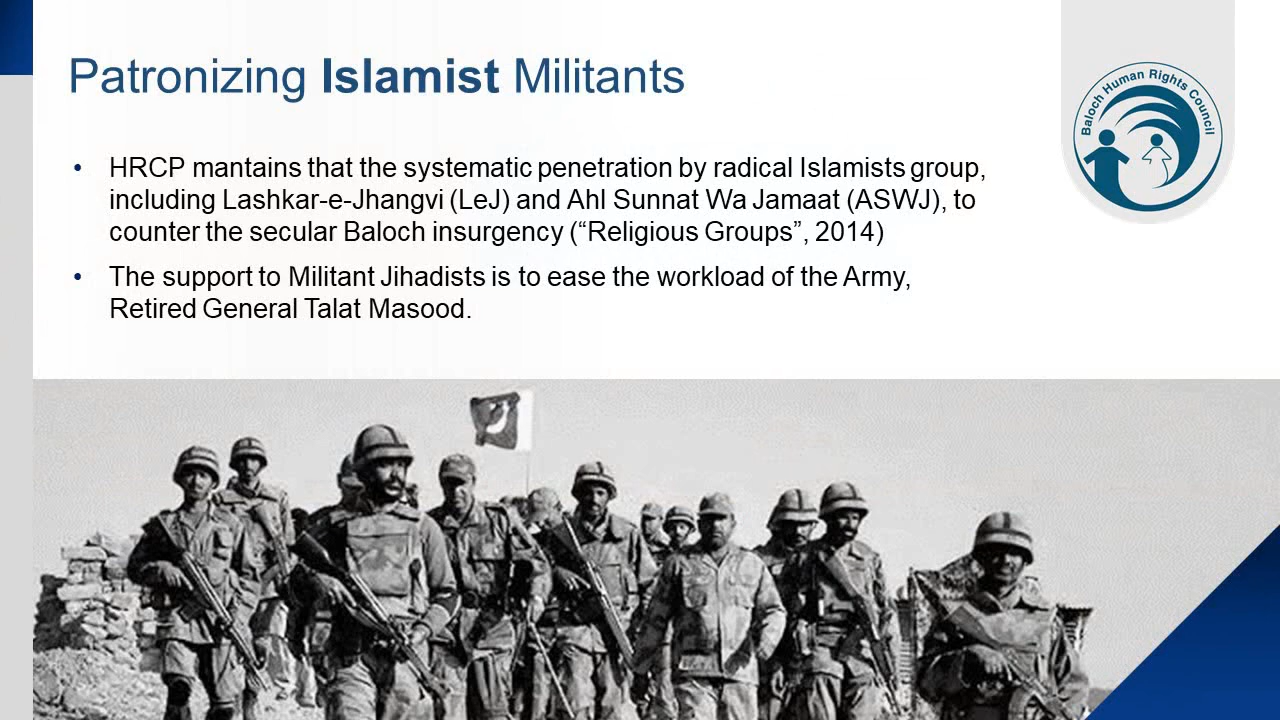 Patronizing Islamist Militants
Baloch Human Rights Council
• HRCP mantains that the systematic penetration by radical Islamists group,
including Lashkar-e-Jhangvi (LeJ) and Ahl Sunnat Wa Jamaat (ASWJ), to
counter the secular Baloch insurgency (“Religious Groups”, 2014)
• The support to Militant Jihadists is to ease the workload of the Army,
Retired General Talat Masood.